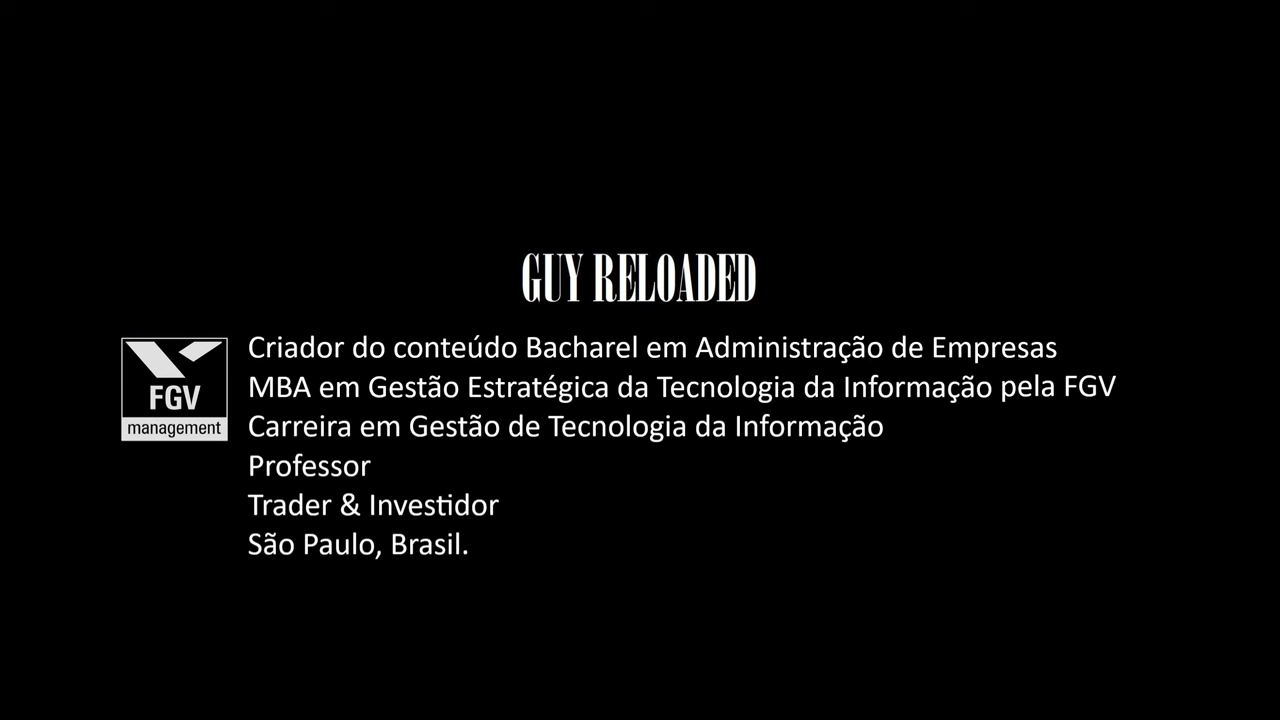 GUY RELOADED
FGV
management
Criador do conteúdo Bacharel em Administração de Empresas
MBA em Gestão Estratégica da Tecnologia da Informação pela FGV
Carreira em Gestão de Tecnologia da Informação
Professor
Trader & Investidor
São Paulo, Brasil.